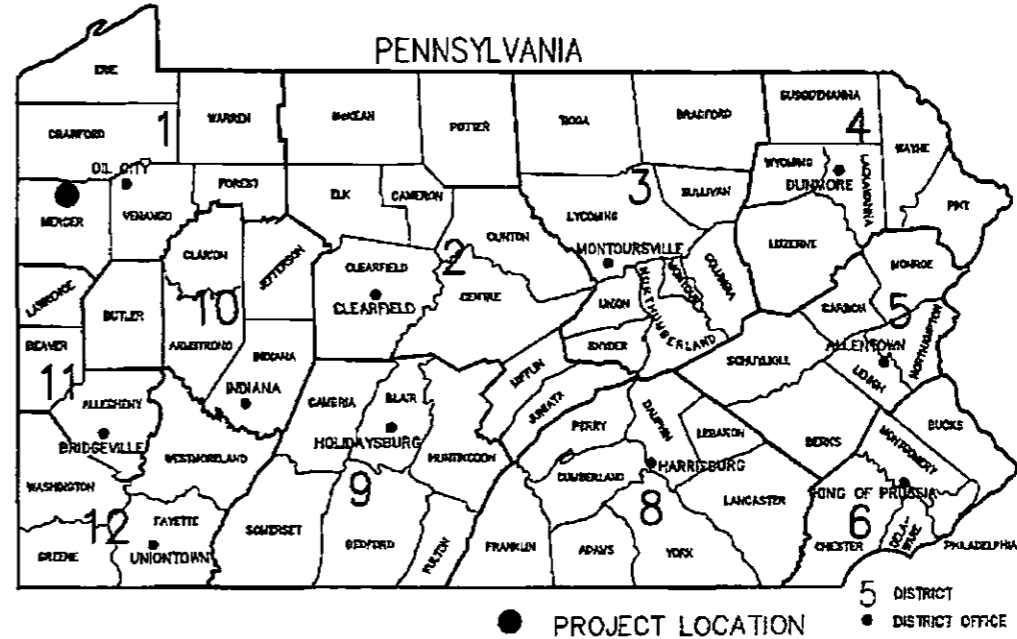 PENNSYLVANIA
ERIE
CRAWFORD
1
WARREN
McKEAN
POTTER
TIOGA
BRADFORD
SUSQUEHANNA
4
WAYNE
OIL CITY
MERCER
VENANGO
FOREST
ELK
CAMERON
3
SULLIVAN
WYOMING
DUNMORE
LACKAWANNA
PIKE
CLARION
JEFFERSON
CLEARFIELD
2
CLINTON
LYCOMING
MONTOURSVILLE
MONTOUR
COLUMBIA
LUZERNE
MONROE
LAWRENCE
BUTLER
10
CLEARFIELD
CENTRE
UNION
NORTHUMBERLAND
CARBON
5
BEAVER
11
ARMSTRONG
INDIANA
SNYDER
SCHUYLKILL
ALLENTOWN
NORTHAMPTON
LEHIGH
ALLEGHENY
INDIANA
CAMBRIA
BLAIR
MIFFLIN
JUNIATA
PERRY
DAUPHIN
LEBANON
BERKS
MONTGOMERY
BUCKS
BRIDGEVILLE
HOLIDAYSBURG
WESTMORELAND
HUNTINGDON
CUMBERLAND
HARRISBURG
WASHINGTON
9
LANCASTER
KING OF PRUSSIA
12
FAYETTE
SOMERSET
8
6
GREENE
UNIONTOWN
BEDFORD
FULTON
FRANKLIN
ADAMS
YORK
CHESTER
DELA-
WARE
PHILADELPHIA
5 DISTRICT
PROJECT LOCATION
DISTRICT OFFICE